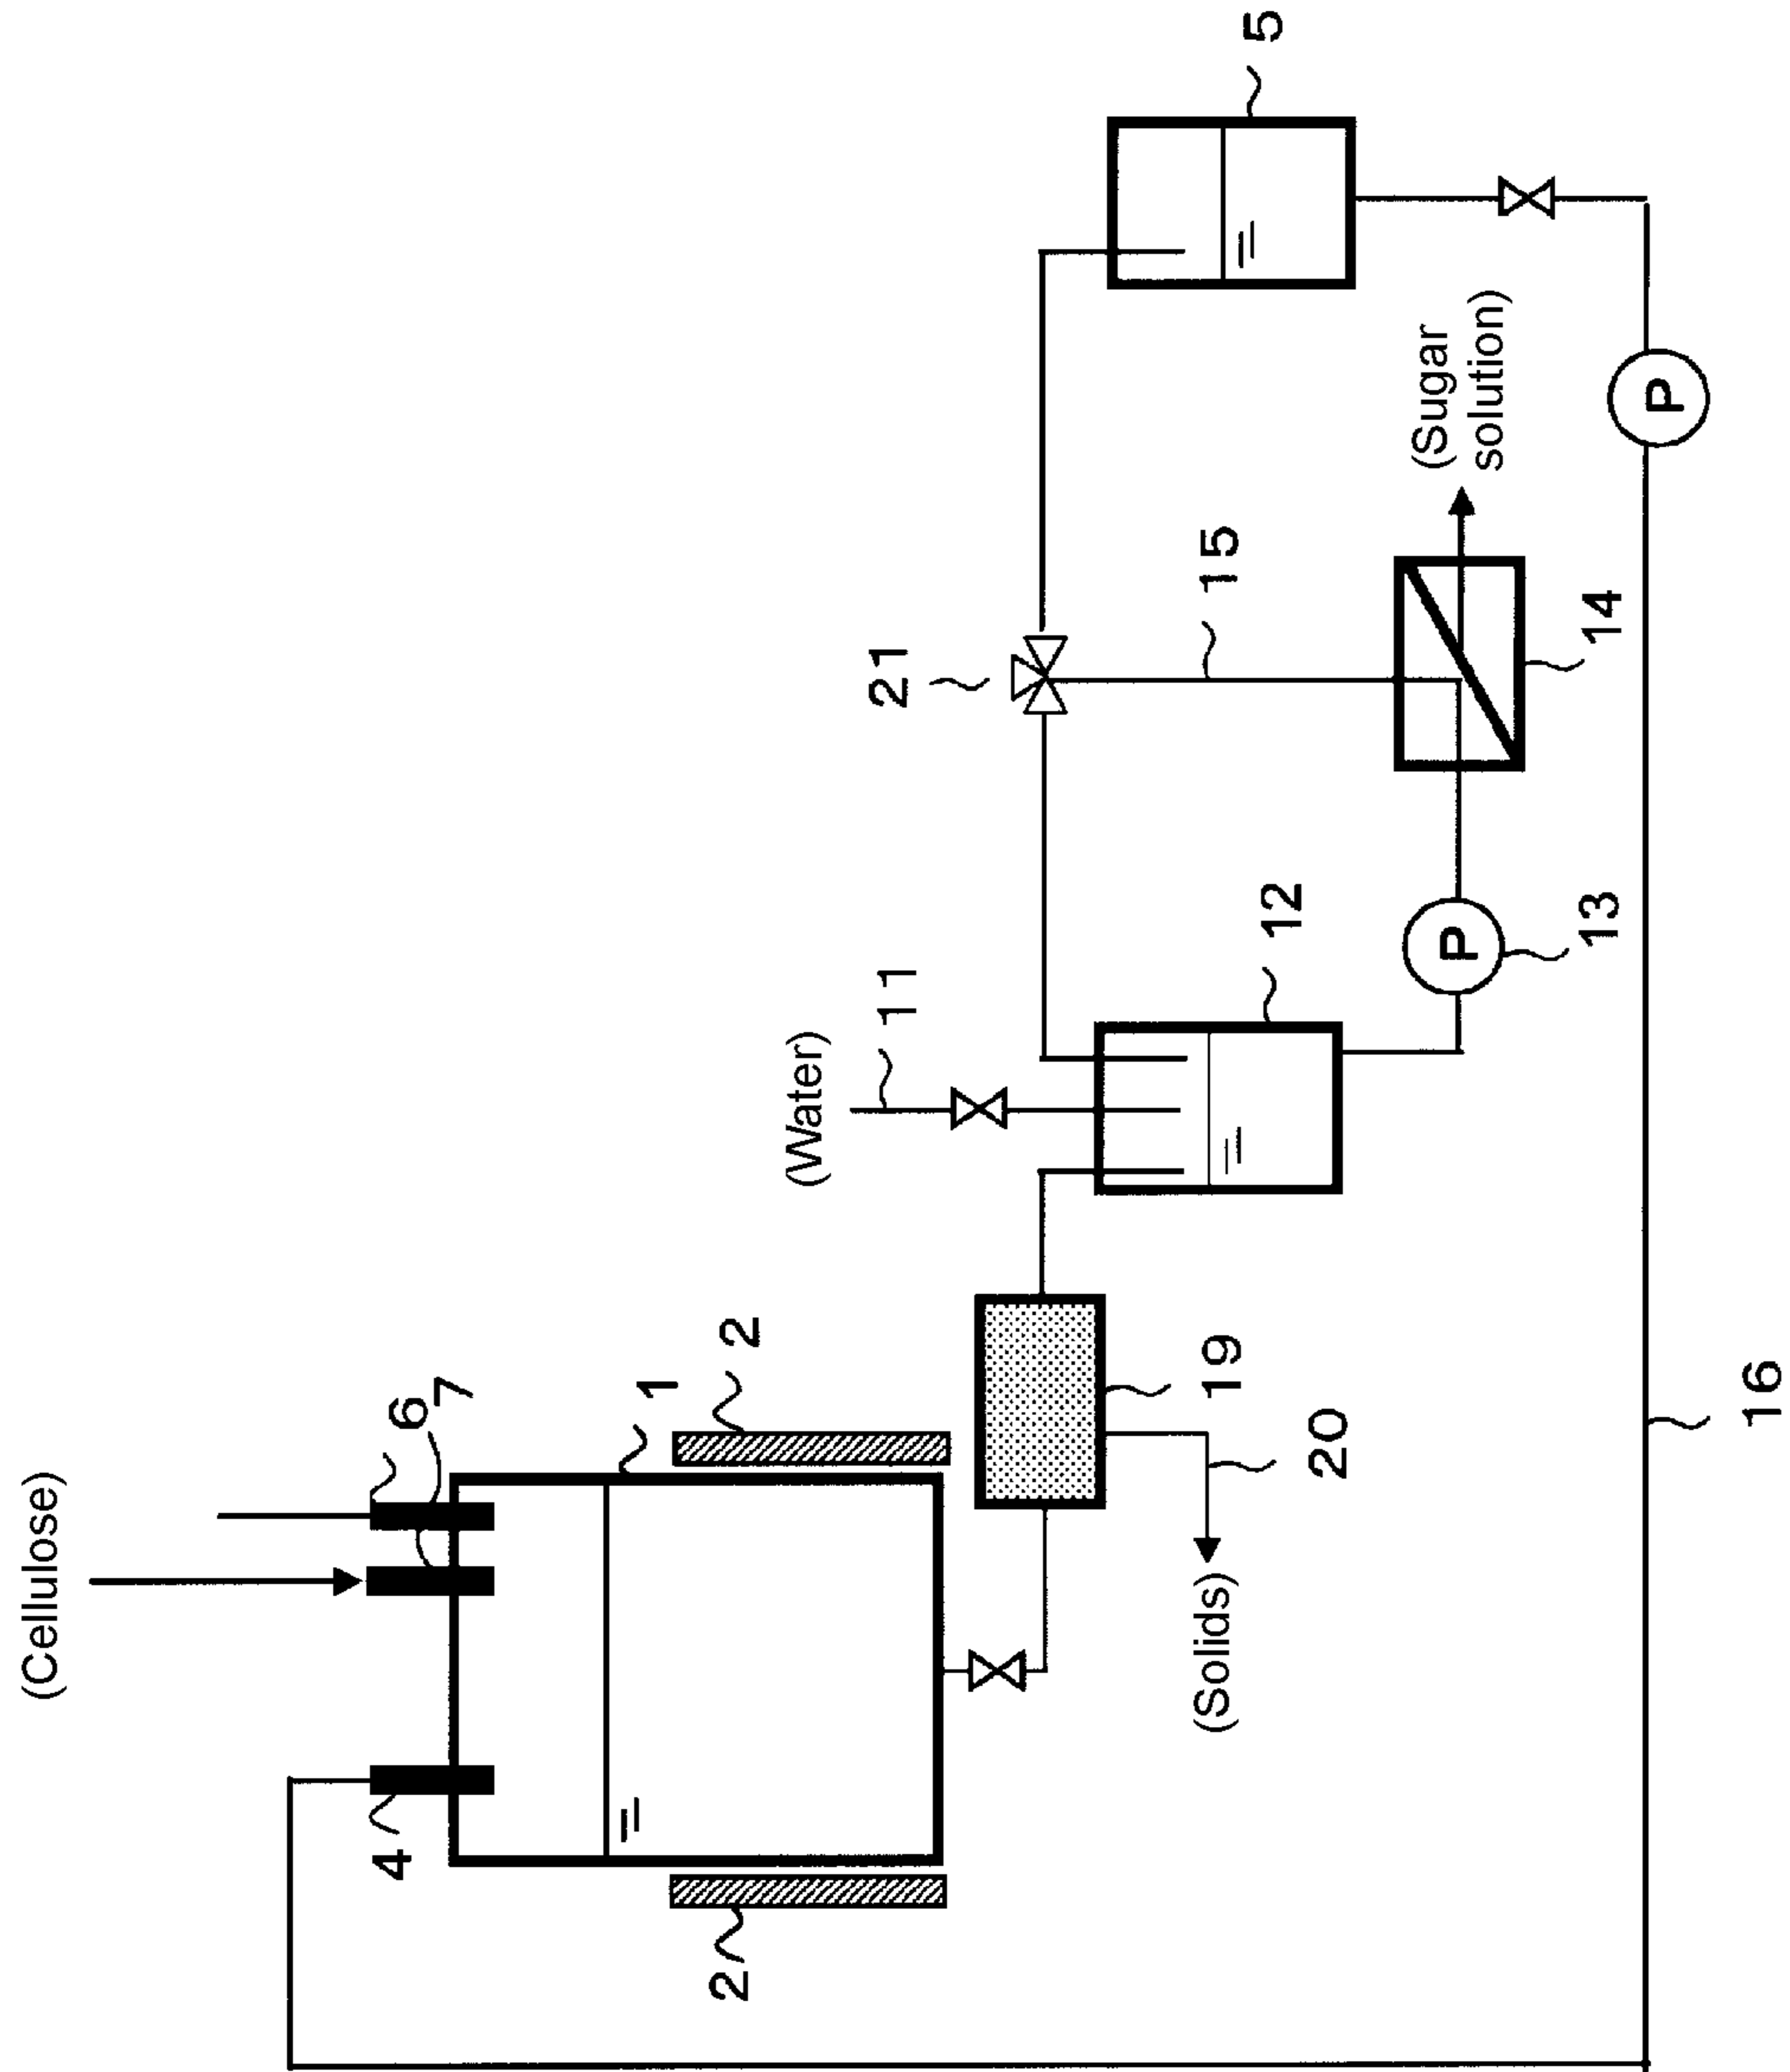 (Cellulose)
4
6
7
1
2
2
(Water)
11
21
(Solids)
19
15
5
12
20
(Sugar
solution)
P
13
14
P
16